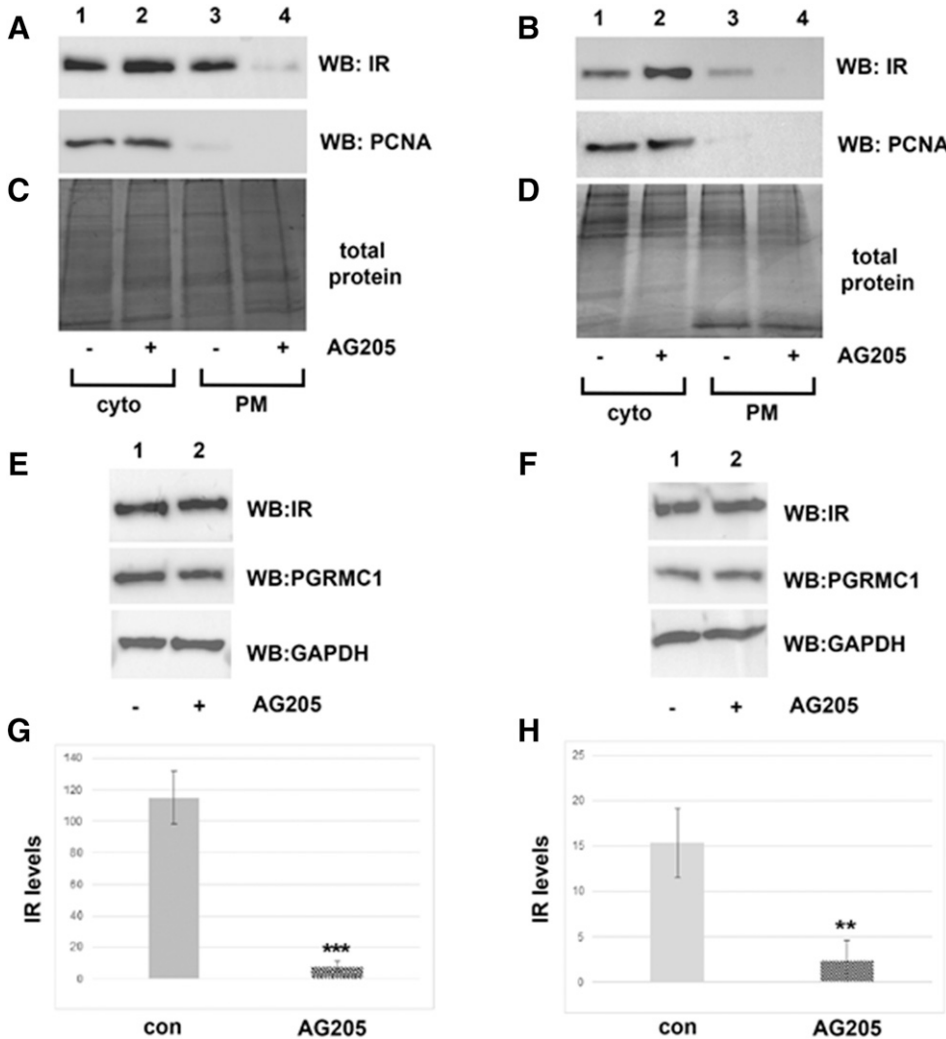 A
1 2 3 4
WB: IR
WB: PCNA
C
total
protein
- + - + AG205
cyto PM
B
1 2 3 4
WB: IR
WB: PCNA
D
total
protein
- + - + AG205
cyto PM
E
1 2
WB:IR
WB:PGRMC1
WB:GAPDH
- + AG205
F
1 2
WB:IR
WB:PGRMC1
WB:GAPDH
- + AG205
G
IR levels
140
120
100
80
60
40
20
0
***
con AG205
H
IR levels
25
20
15
10
5
0
**
con AG205